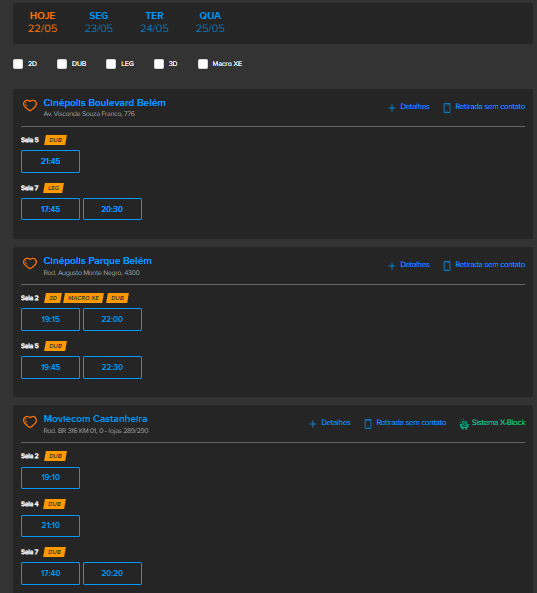 HOJE SEG TER QUA
22/05 23/05 24/05 25/05
2D DUB LEG 3D Macro XE
Cinépolis Boulevard Belém Detalhes Retirada sem contato
Av. Visconde Souza Franco, 776
Sala 5 DUB
21:45
Sala 7 LEG
17:45 20:30
Cinépolis Parque Belém Detalhes Retirada sem contato
Rod. Augusto Monte Negro, 4300
Sala 2 3D MACRO XE DUB
19:15 22:00
Sala 5 DUB
19:45 22:30
Moviecom Castanheira Detalhes Retirada sem contato Sistema X-Block
Rod. BR 316 KM 01, 0 - lojas 289/290
Sala 2 DUB
19:10
Sala 4 DUB
21:10
Sala 7 DUB
17:40 20:20